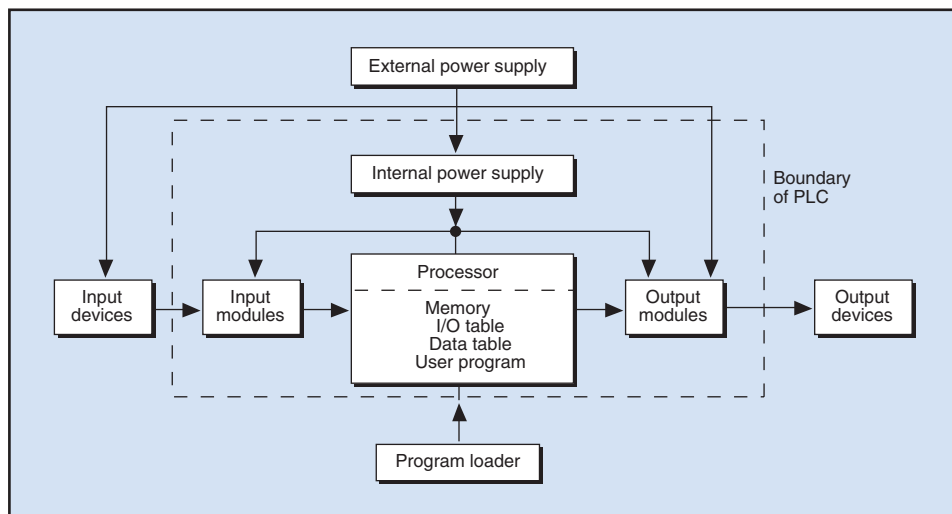 External power supply
Internal power supply
Boundary
of PLC
Processor
Input
devices
Input
modules
Memory
I/O table
Data table
User program
Output
modules
Output
devices
Program loader